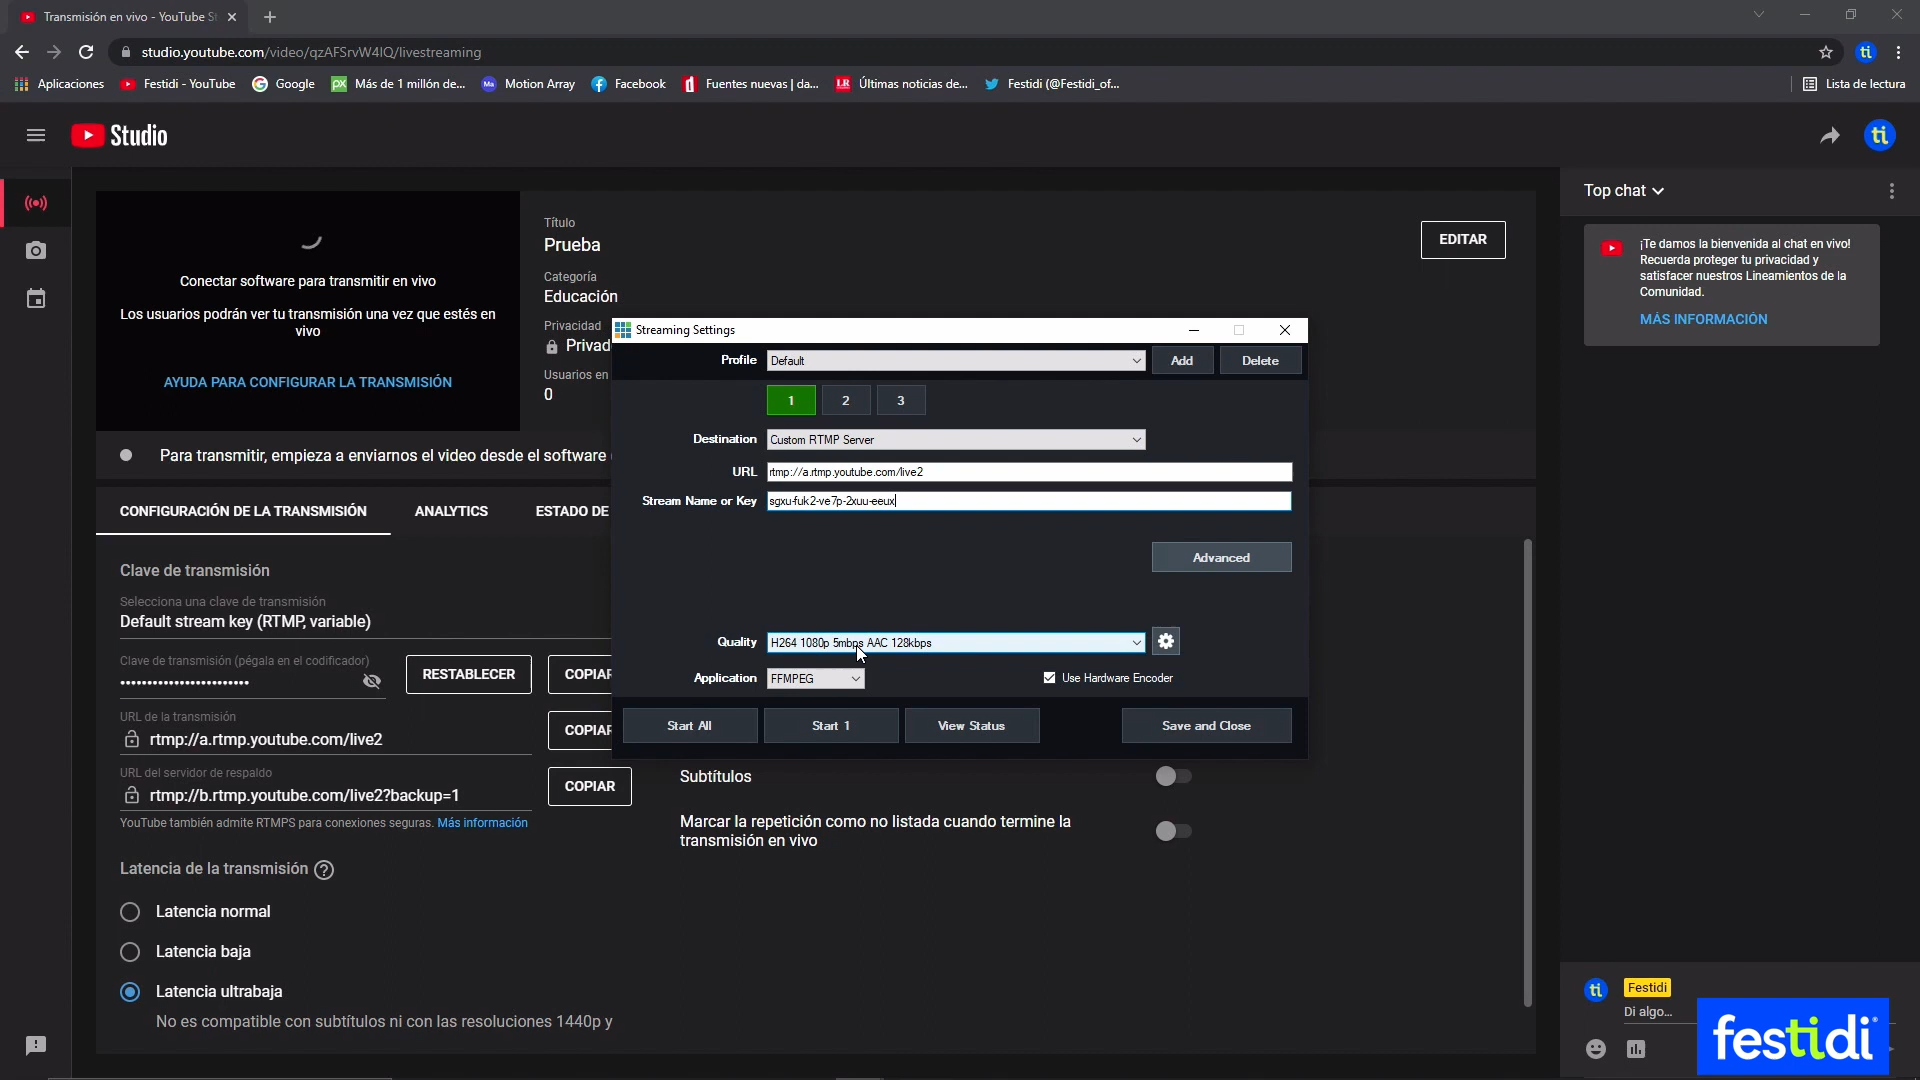 Transmisión en vivo - YouTube St
studio.youtube.com/video/qzAFSrvW4IQ/livestreaming
ti
Aplicaciones
Festidi - YouTube
Google
Más de 1 millón de...
Motion Array
Facebook
Fuentes nuevas | da...
Últimas noticias de...
Festidi (@Festidi_of...
Lista de lectura
Studio
ti
Conectar software para transmitir en vivo
Los usuarios podrán ver tu transmisión una vez que estés en
vivo
AYUDA PARA CONFIGURAR LA TRANSMISIÓN
Título
Prueba
Categoría
Educación
Privacidad
Privad
Usuarios en
0
EDITAR
Top chat
¡Te damos la bienvenida al chat en vivo!
Recuerda proteger tu privacidad y
satisfacer nuestros Lineamientos de la
Comunidad.
MÁS INFORMACIÓN
Para transmitir, empieza a enviarnos el video desde el software
CONFIGURACIÓN DE LA TRANSMISIÓN
ANALYTICS
ESTADO DE
Clave de transmisión
Selecciona una clave de transmisión
Default stream key (RTMP, variable)
Clave de transmisión (pégala en el codificador)
RESTABLECER
COPIAR
URL de la transmisión
rtmp://a.rtmp.youtube.com/live2
COPIAR
URL del servidor de respaldo
rtmp://b.rtmp.youtube.com/live2?backup=1
COPIAR
YouTube también admite RTMPS para conexiones seguras. Más información
Latencia de la transmisión
Latencia normal
Latencia baja
Latencia ultrabaja
No es compatible con subtítulos ni con las resoluciones 1440p y
Streaming Settings
Profile
Default
Add
Delete
1
2
3
Destination
Custom RTMP Server
URL
rtmp://a.rtmp.youtube.com/live2
Stream Name or Key
sgxu-fuk2-ve7p-2xuu-eeux
Advanced
Quality
H264 1080p 5mbps AAC 128kbps
Application
FFMPEG
Use Hardware Encoder
Start All
Start 1
View Status
Save and Close
Subtítulos
Marcar la repetición como no listada cuando termine la
transmisión en vivo
ti
Festidi
Di algo...
festidi